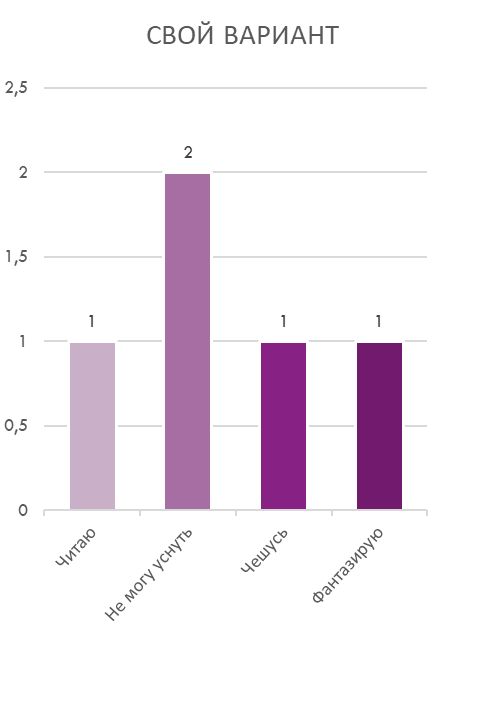 СВОЙ ВАРИАНТ
2,5
2
1,5
1
0,5
0
1
2
1
1
Читаю
Не могу уснуть
Чешусь
Фантазирую